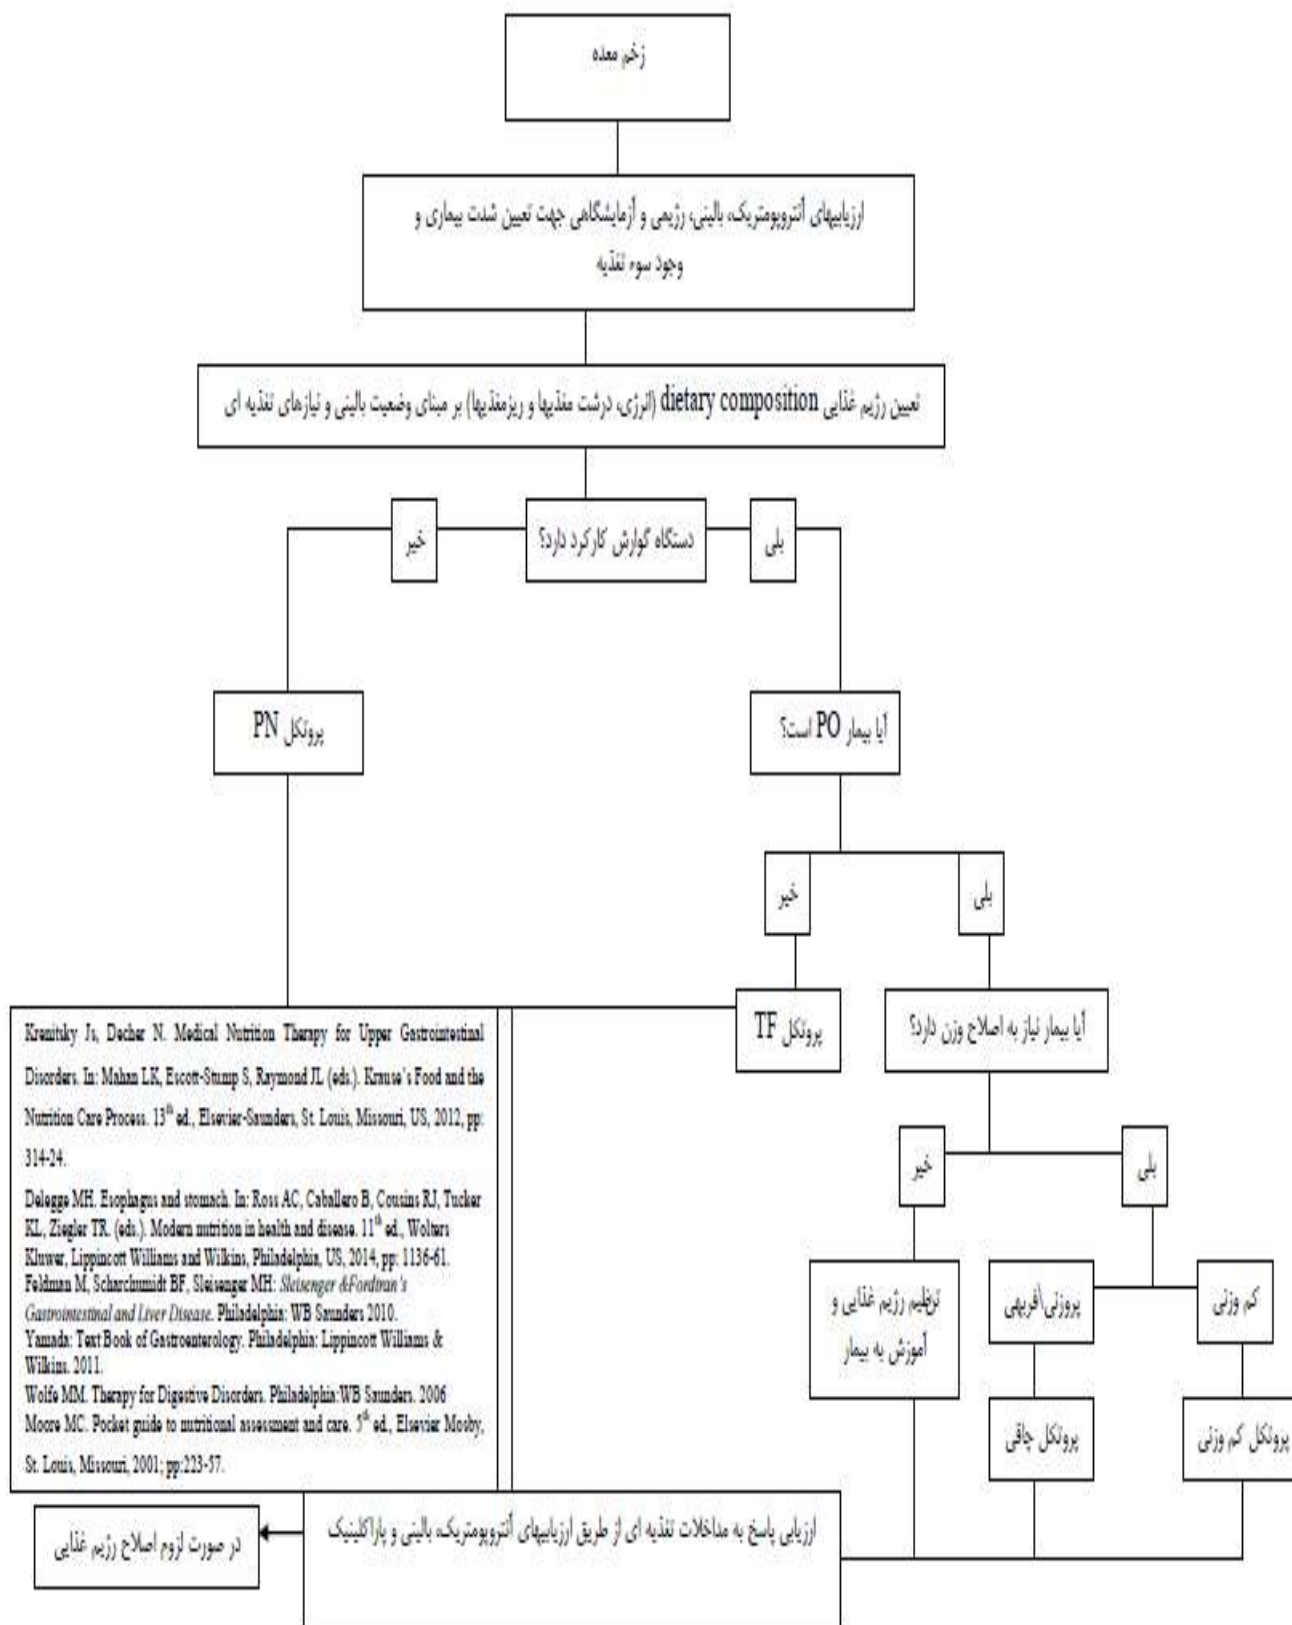 زخم معده
ارزیابیهای آنتروپومتریک، بالینی، رژیمی و آزمایشگاهی جهت تعیین شدت بیماری و
وجود سوء تغذیه
تعیین رژیم غذایی dietary composition (انرژی، درشت مغذیها و ریزمغذیها) بر مبنای وضعیت بالینی و نیازهای تغذیه ای
بلی
دستگاه گوارش کارکرد دارد؟
خیر
آیا بیمار PO است؟
پروتکل PN
بلی
خیر
آیا بیمار نیاز به اصلاح وزن دارد؟
پروتکل TF
Krenitsky Js, Decher N. Medical Nutrition Therapy for Upper Gastrointestinal
Disorders. In: Mahan LK, Escott-Stump S, Raymond JL (eds.). Krause's Food and the
Nutrition Care Process. 13th ed., Elsevier-Saunders, St. Louis, Missouri, US, 2012, pp:
314-24.
Delegge MH. Esophagus and stomach. In: Ross AC, Caballero B, Cousins RJ, Tucker
KL, Ziegler TR. (eds.). Modern nutrition in health and disease. 11th ed., Wolters
Kluwer, Lippincott Williams and Wilkins, Philadelphia, US, 2014, pp: 1136-61.
Feldman M, Scharchumidt BF, Sleisenger MH: Sleisenger &Fordtran's
Gastrointestinal and Liver Disease. Philadelphia: WB Saunders 2010.
Yamada: Text Book of Gastroenterology. Philadelphia: Lippincott Williams &
Wilkins. 2011.
Wolfe MM. Therapy for Digestive Disorders. Philadelphia:WB Saunders. 2006
Moore MC. Pocket guide to nutritional assessment and care. 5th ed., Elsevier Mosby,
St. Louis, Missouri, 2001; pp:223-57.
بلی
خیر
کم وزنی
پروزنی\فربهی
تنظیم رژیم غذایی و
آموزش به بیمار
پروتکل کم وزنی
پروتکل چاقی
ارزیابی پاسخ به مداخلات تغذیه ای از طریق ارزیابیهای آنتروپومتریک، بالینی و پاراکلینیک
در صورت لزوم اصلاح رژیم غذایی